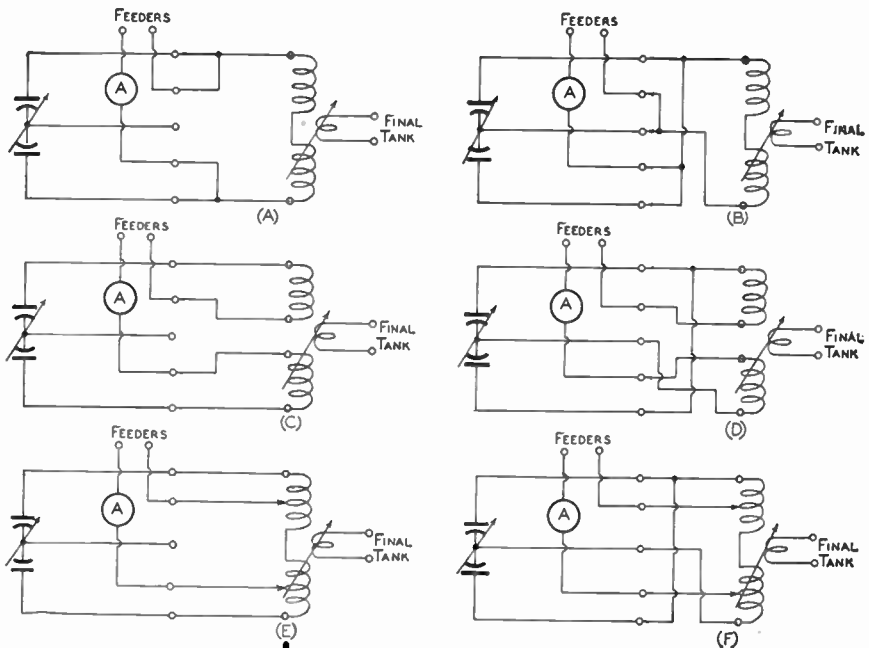 FEEDERS
A
FINAL
TANK
(A)
FEEDERS
A
FINAL
TANK
(B)
FEEDERS
A
FINAL
TANK
(C)
FEEDERS
A
FINAL
TANK
(D)
FEEDERS
A
FINAL
TANK
(E)
FEEDERS
A
FINAL
TANK
(F)